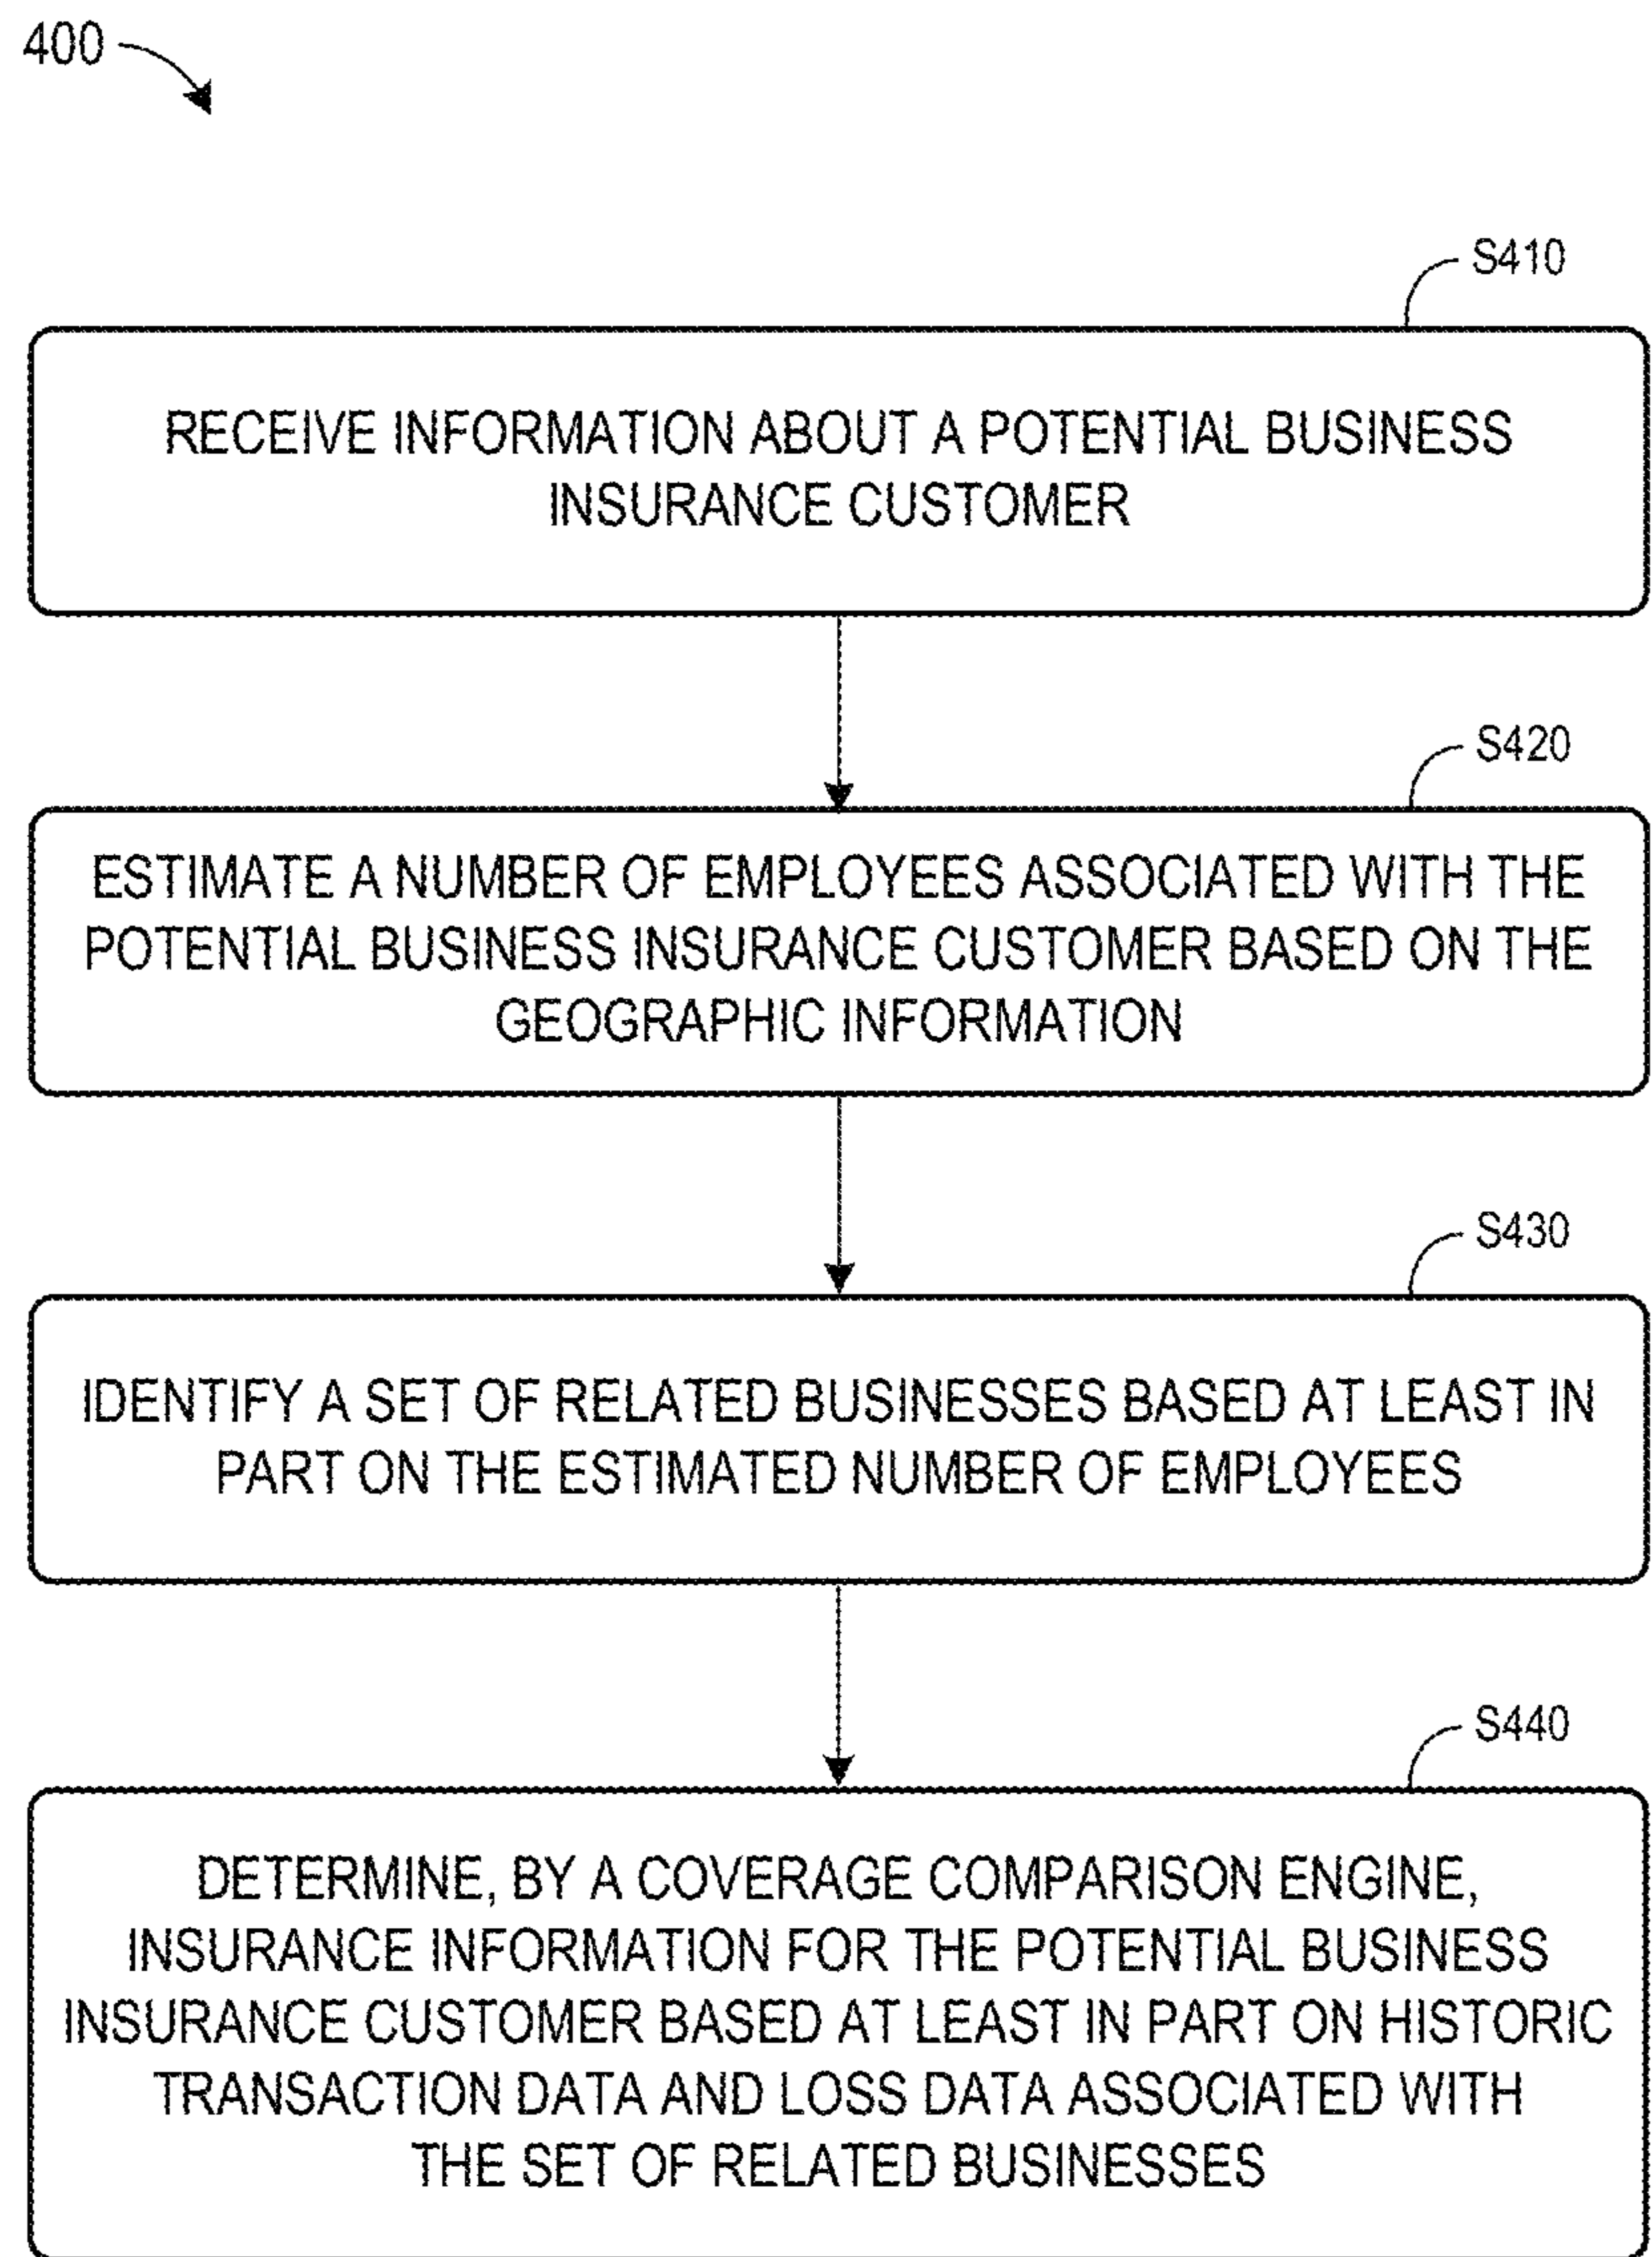 400
S410
RECEIVE INFORMATION ABOUT A POTENTIAL BUSINESS
INSURANCE CUSTOMER
S420
ESTIMATE A NUMBER OF EMPLOYEES ASSOCIATED WITH THE
POTENTIAL BUSINESS INSURANCE CUSTOMER BASED ON THE
GEOGRAPHIC INFORMATION
S430
IDENTIFY A SET OF RELATED BUSINESSES BASED AT LEAST IN
PART ON THE ESTIMATED NUMBER OF EMPLOYEES
S440
DETERMINE, BY A COVERAGE COMPARISON ENGINE,
INSURANCE INFORMATION FOR THE POTENTIAL BUSINESS
INSURANCE CUSTOMER BASED AT LEAST IN PART ON HISTORIC
TRANSACTION DATA AND LOSS DATA ASSOCIATED WITH
THE SET OF RELATED BUSINESSES